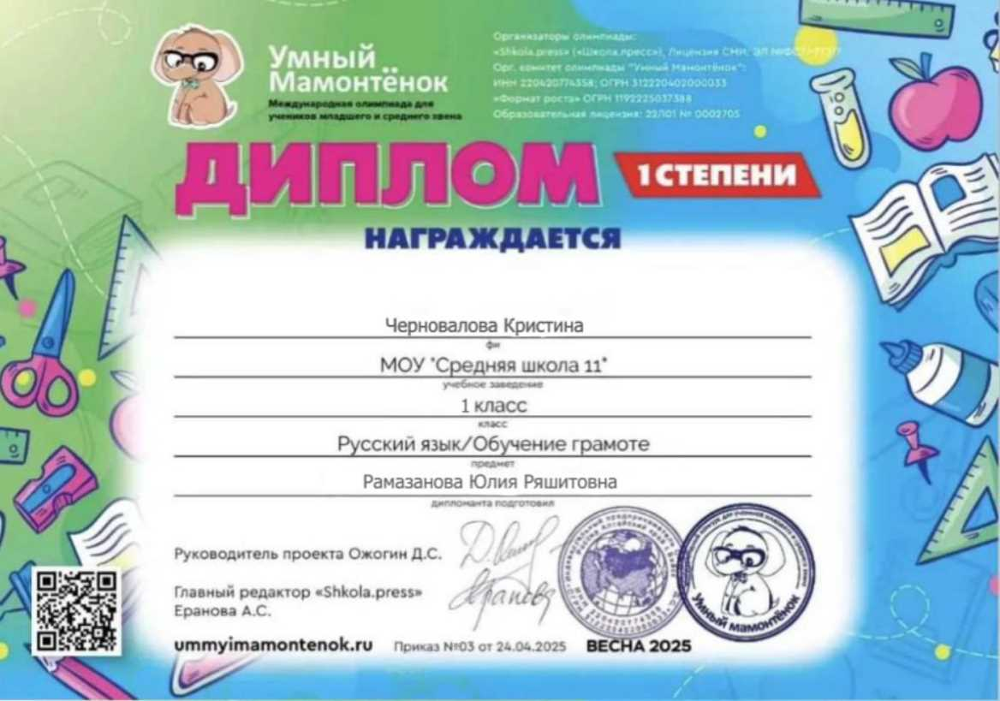 Умный
Мамонтёнок
Международная олимпиада для
учеников младшего и среднего звена
Организаторы олимпиады:
«Shkola.press» («Школа.пресс»), Лицензия СМИ: ЭЛ
Орг. комитет олимпиады "Умный Мамонтёнок":
ИНН 220420774358; ОГРН 312220402000033
«Формат роста» ОГРН 1192225037388
Образовательная лицензия: 22/101 № 0002705
ДИПЛОМ
1 СТЕПЕНИ
НАГРАЖДАЕТСЯ
Черновалова Кристина
фи
МОУ "Средняя школа 11"
учебное заведение
1 класс
класс
Русский язык/Обучение грамоте
предмет
Рамазанова Юлия Ряшитовна
дипломанта подготовил
Руководитель проекта Ожогин Д.С.
Главный редактор «Shkola.press»
Еранова А.С.
Умный мамонтёнок
ummyimamontenok.ru Приказ №03 от 24.04.2025 ВЕСНА 2025